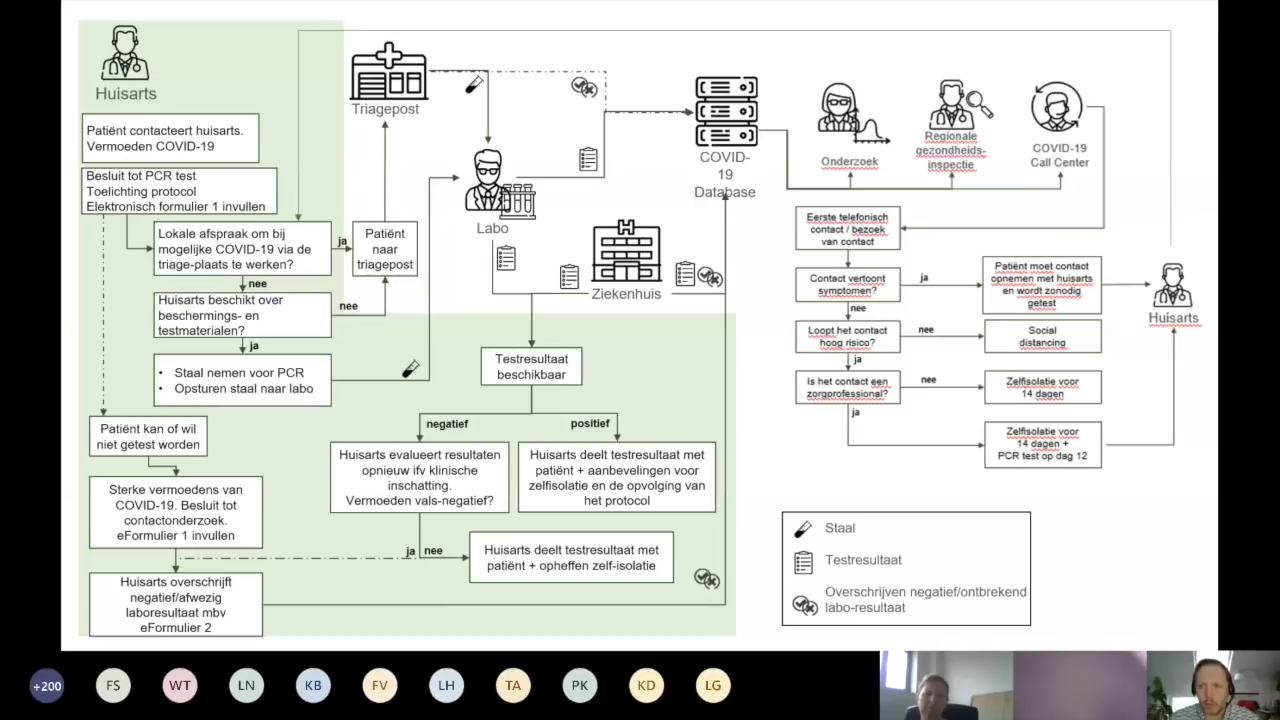 Huisarts
Patiënt contacteert huisarts.
Vermoeden COVID-19
Besluit tot PCR test
Toelichting protocol
Elektronisch formulier 1 invullen
Lokale afspraak om bij
mogelijke COVID-19 via de
triage-plaats te werken?
ja
Patiënt
naar
triagepost
nee
Huisarts beschikt over
beschermings- en
testmaterialen?
nee
ja
• Staal nemen voor PCR
• Opsturen staal naar labo
Patiënt kan of wil
niet getest worden
Sterke vermoedens van
COVID-19. Besluit tot
contactonderzoek.
eFormulier 1 invullen
Huisarts overschrijft
negatief/afwezig
laboresultaat mbv
eFormulier 2
Triagepost
Labo
Ziekenhuis
Testresultaat
beschikbaar
negatief
positief
Huisarts evalueert resultaten
opnieuw ifv klinische
inschatting.
Vermoeden vals-negatief?
Huisarts deelt testresultaat met
patiënt + aanbevelingen voor
zelfisolatie en de opvolging van
het protocol
ja nee
Huisarts deelt testresultaat met
patiënt + opheffen zelf-isolatie
COVID-
19
Database
Onderzoek
Regionale
gezondheids-
inspectie
COVID-19
Call Center
Eerste telefonisch
contact / bezoek
van contact
Contact vertoont
symptomen?
ja
Patiënt moet contact
opnemen met huisarts
en wordt zonodig
getest
Huisarts
nee
Loopt het contact
hoog risico?
nee
Social
distancing
ja
Is het contact een
zorgprofessional?
nee
Zelfisolatie voor
14 dagen
ja
Zelfisolatie voor
14 dagen +
PCR test op dag 12
Staal
Testresultaat
Overschrijven negatief/ontbrekend
labo-resultaat
+200
FS
WT
LN
KB
FV
LH
TA
PK
KD
LG